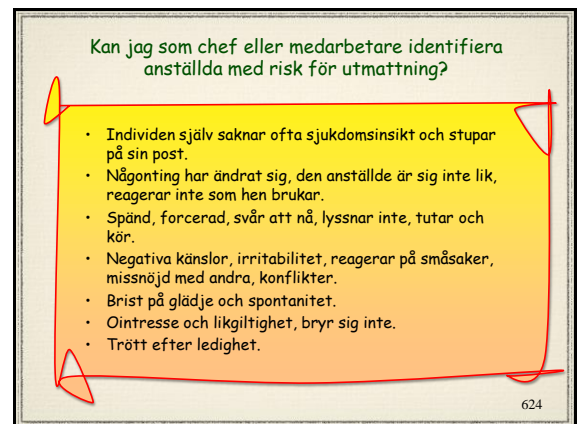 Kan jag som chef eller medarbetare identifiera
anställda med risk för utmattning?
• Individen själv saknar ofta sjukdomsinsikt och stupar
på sin post.
• Någonting har ändrat sig, den anställde är sig inte lik,
reagerar inte som hen brukar.
• Spänd, forcerad, svår att nå, lyssnar inte, tutar och
kör.
• Negativa känslor, irritabilitet, reagerar på småsaker,
missnöjd med andra, konflikter.
• Brist på glädje och spontanitet.
• Ointresse och likgiltighet, bryr sig inte.
• Trött efter ledighet.
624